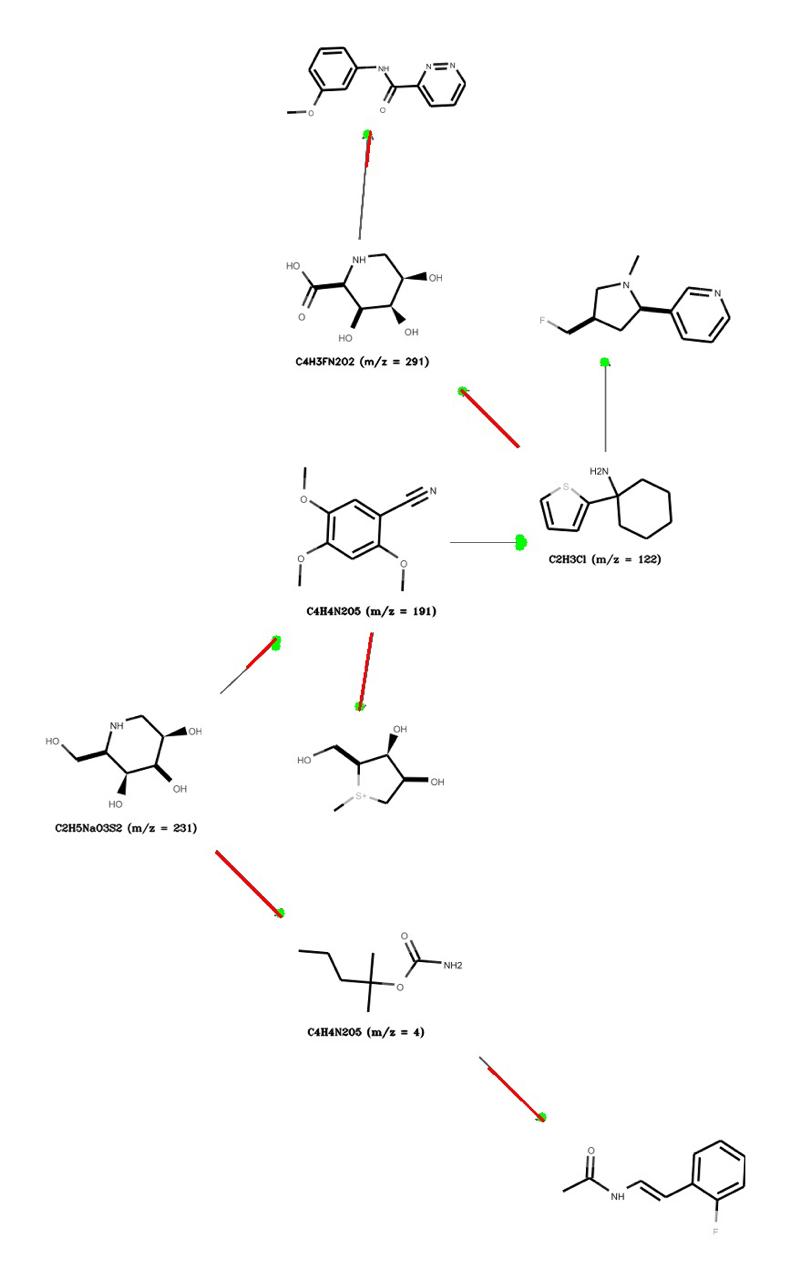 NH
N N
O
O
HO
NH
OH
O
HO
OH
C4H3FN2O2 (m/z = 291)
N
N
F
H2N
S
C2H3Cl (m/z = 122)
O
N
O
O
C4H4N2O5 (m/z = 191)
NH
HO
OH
OH
HO
C2H5NaO3S2 (m/z = 231)
OH
HO
OH
S+
O
NH2
O
C4H4N2O5 (m/z = 4)
O
NH
F